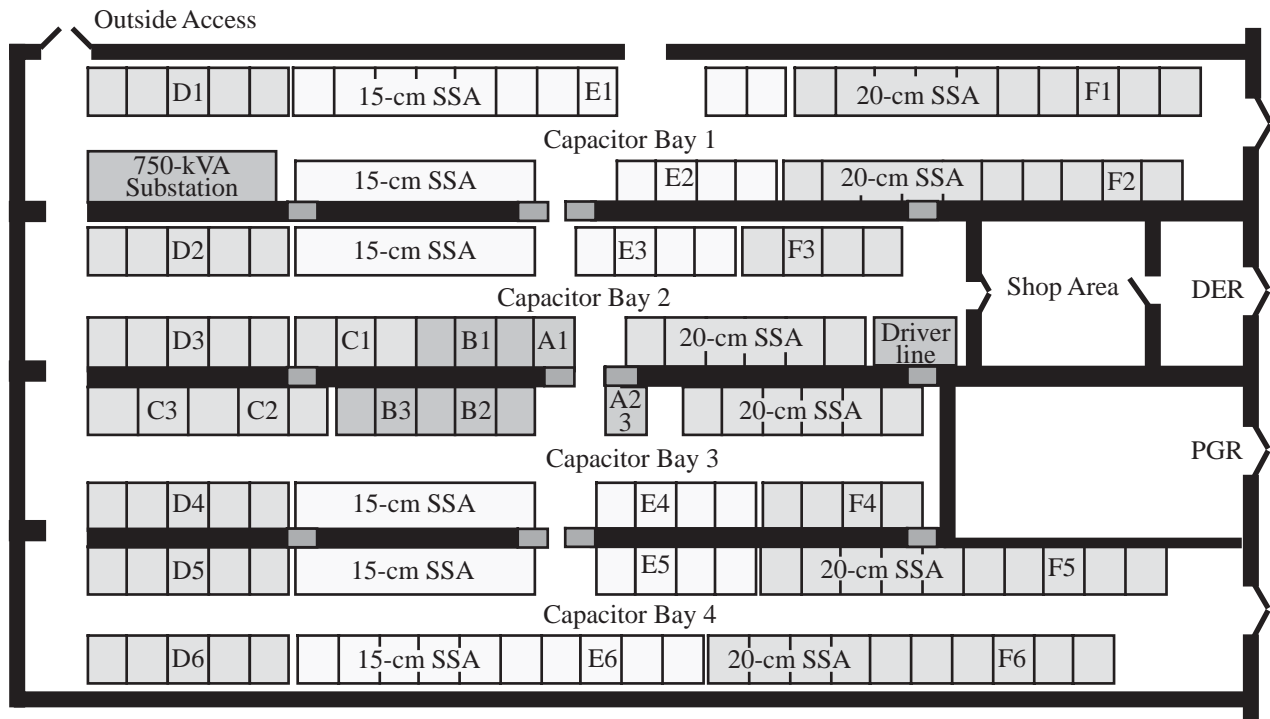 Outside Access
D1 15-cm SSA E1 20-cm SSA F1
Capacitor Bay 1
750-kVA
Substation
15-cm SSA E2 20-cm SSA F2
D2 15-cm SSA E3 F3
Capacitor Bay 2
Shop Area
DER
D3 C1 B1 A1 20-cm SSA
Driver
line
C3 C2 B3 B2
A2
3
20-cm SSA
Capacitor Bay 3
PGR
D4 15-cm SSA E4 F4
D5 15-cm SSA E5 20-cm SSA F5
Capacitor Bay 4
D6 15-cm SSA E6 20-cm SSA F6